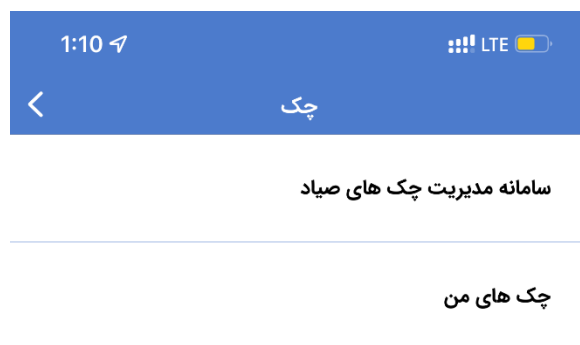 1:10 LTE
چک
سامانه مدیریت چک های صیاد
چک های من